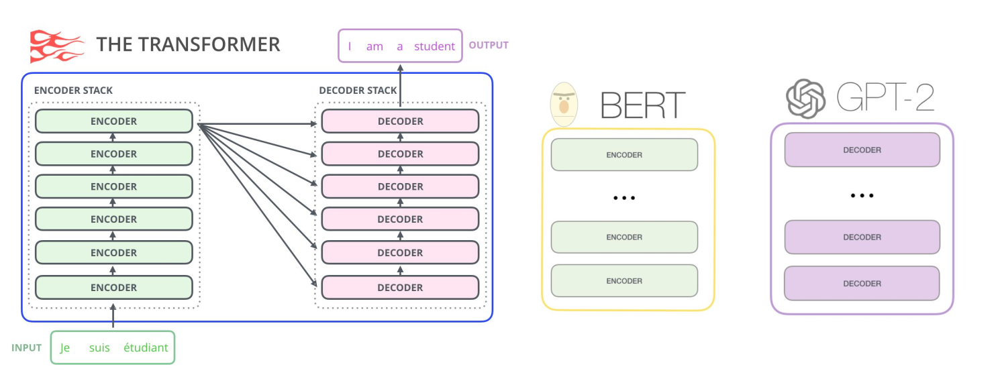 THE TRANSFORMER
I am a student
OUTPUT
ENCODER STACK
ENCODER
ENCODER
ENCODER
ENCODER
ENCODER
ENCODER
DECODER STACK
DECODER
DECODER
DECODER
DECODER
DECODER
DECODER
INPUT
Je suis étudiant
BERT
ENCODER
...
ENCODER
ENCODER
GPT-2
DECODER
...
DECODER
DECODER